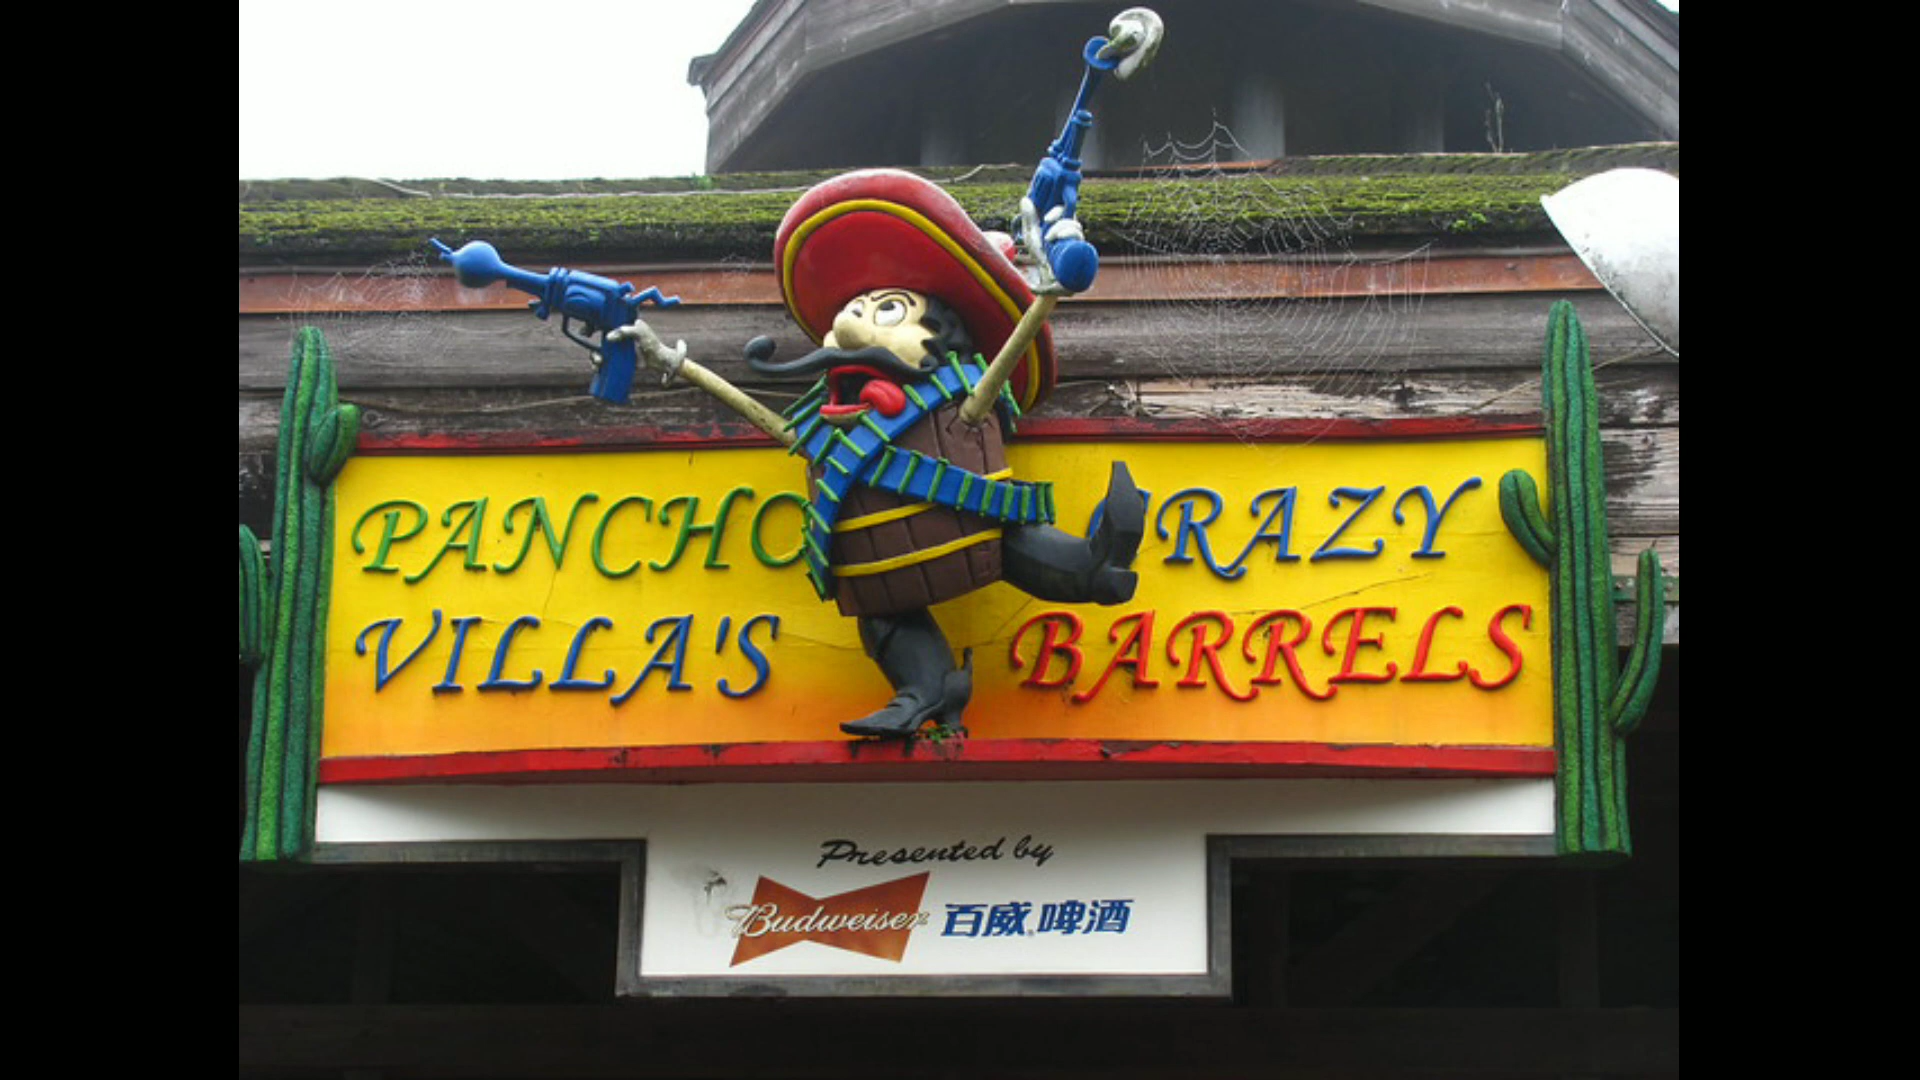 PANCHO CRAZY
VILLA'S BARRELS
Presented by
Budweiser 百威 啤酒